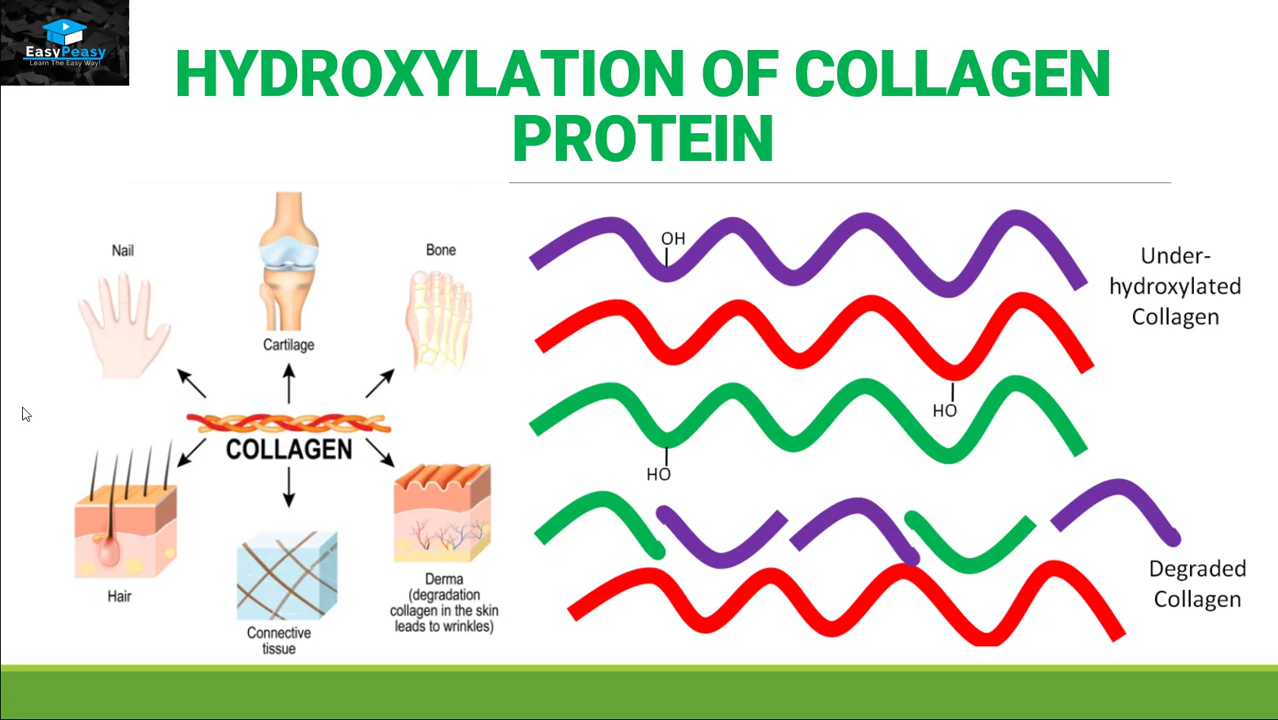 EasyPeasy
Learn The Easy Way!
HYDROXYLATION OF COLLAGEN
PROTEIN
Nail
Cartilage
Bone
COLLAGEN
Hair
Connective
tissue
Derma
(degradation
collagen in the skin
leads to wrinkles)
OH
HO
HO
Under-
hydroxylated
Collagen
Degraded
Collagen